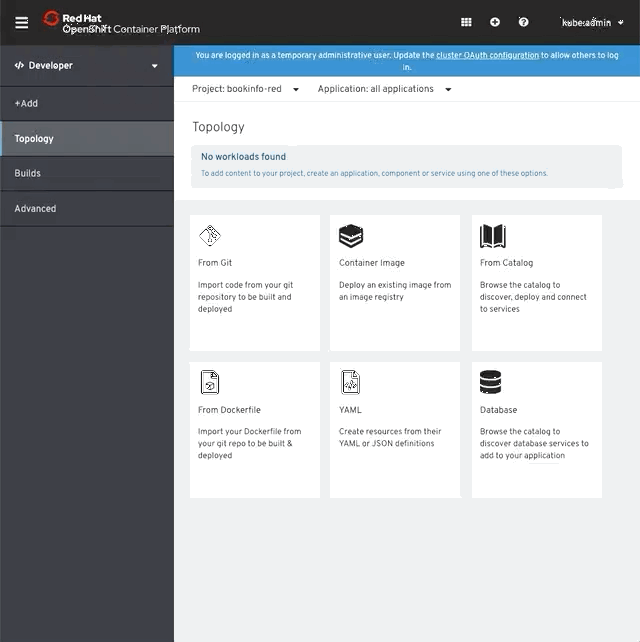 Red Hat
OpenShift Container Platform
kube:admin
You are logged in as a temporary administrative user. Update the cluster OAuth configuration to allow others to log
in.
</> Developer
Project: bookinfo-red
Application: all applications
+Add
Topology
Builds
Advanced
Topology
No workloads found
To add content to your project, create an application, component or service using one of these options.
From Git
Import code from your git
repository to be built and
deployed
Container Image
Deploy an existing image from
an image registry
From Catalog
Browse the catalog to
discover, deploy and connect
to services
From Dockerfile
Import your Dockerfile from
your git repo to be built &
deployed
YAML
Create resources from their
YAML or JSON definitions
Database
Browse the catalog to
discover database services to
add to your application